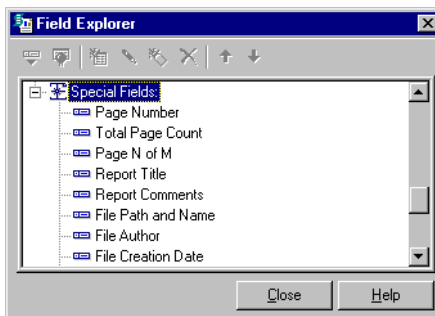 Field Explorer
Special Fields:
Page Number
Total Page Count
Page N of M
Report Title
Report Comments
File Path and Name
File Author
File Creation Date
Close Help